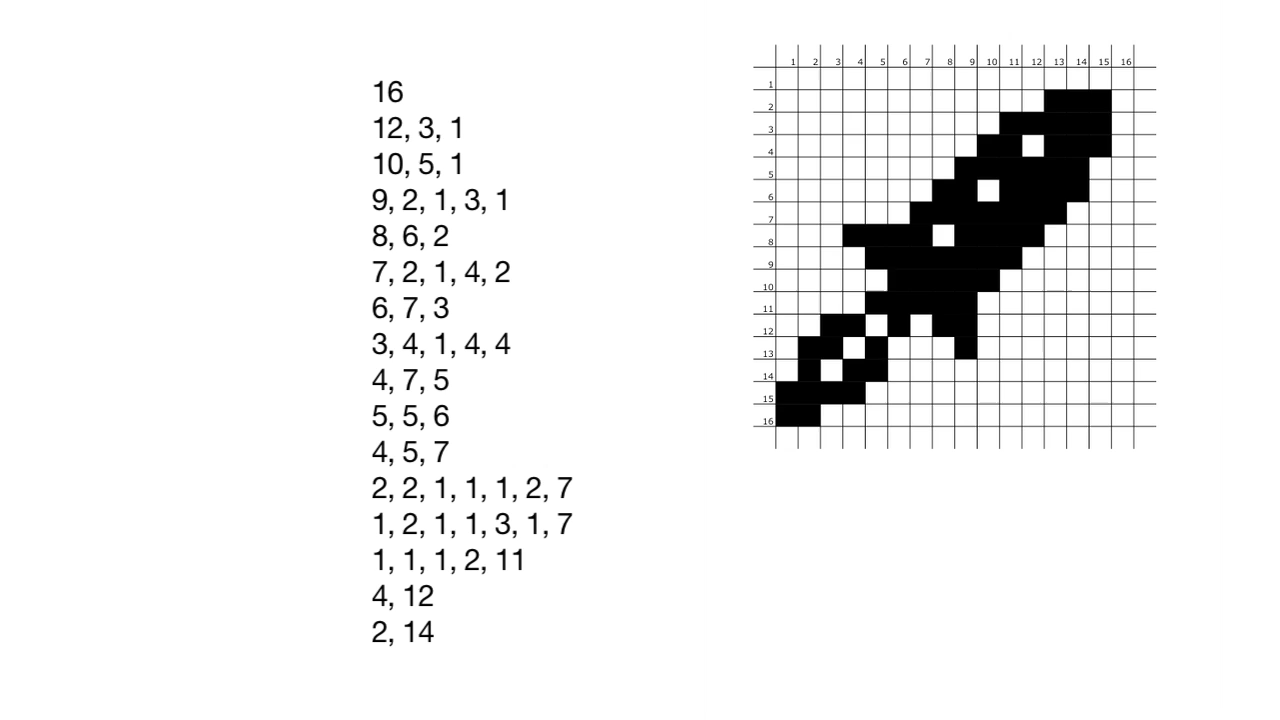 16
12, 3, 1
10, 5, 1
9, 2, 1, 3, 1
8, 6, 2
7, 2, 1, 4, 2
6, 7, 3
3, 4, 1, 4, 4
4, 7, 5
5, 5, 6
4, 5, 7
2, 2, 1, 1, 1, 2, 7
1, 2, 1, 1, 3, 1, 7
1, 1, 1, 2, 11
4, 12
2, 14
1 2 3 4 5 6 7 8 9 10 11 12 13 14 15 16
1
2
3
4
5
6
7
8
9
10
11
12
13
14
15
16